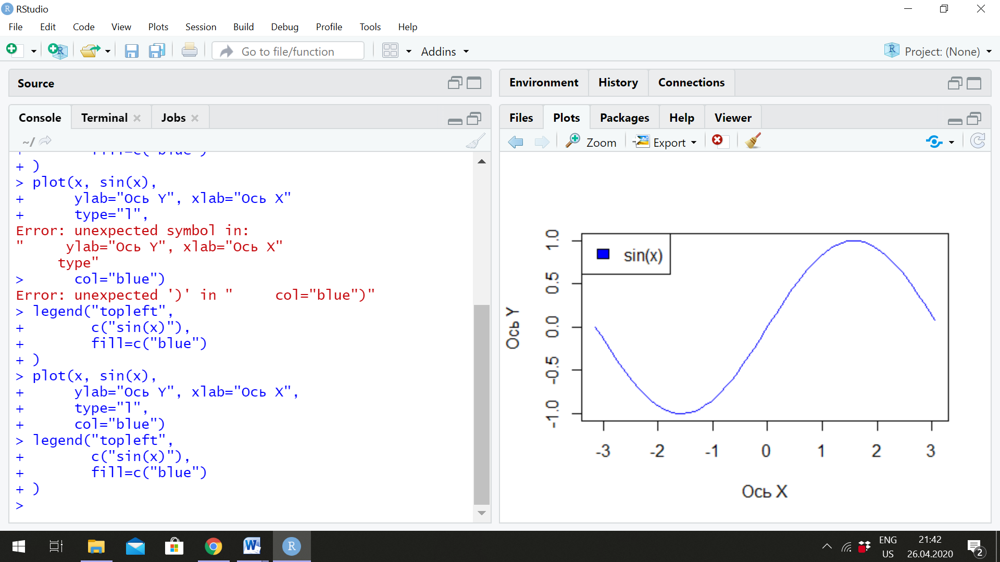 RStudio
File Edit Code View Plots Session Build Debug Profile Tools Help
Go to file/function
Addins
Project: (None)
Source
Console Terminal Jobs
~/
+         fill=c("blue")
+ )
> plot(x, sin(x),
+      ylab="Ось Y", xlab="Ось X"
+      type="l",
Error: unexpected symbol in:
"     ylab="Ось Y", xlab="Ось X"
     type"
>      col="blue")
Error: unexpected ')' in "     col="blue")"
> legend("topleft",
+        c("sin(x)"),
+        fill=c("blue")
+ )
> plot(x, sin(x),
+      ylab="Ось Y", xlab="Ось X",
+      type="l",
+      col="blue")
> legend("topleft",
+        c("sin(x)"),
+        fill=c("blue")
+ )
>
Environment History Connections
Files Plots Packages Help Viewer
Zoom Export
sin(x)
1.0
0.5
0.0
-0.5
-1.0
Ось Y
-3 -2 -1 0 1 2 3
Ось X
ENG
US
21:42
26.04.2020
2